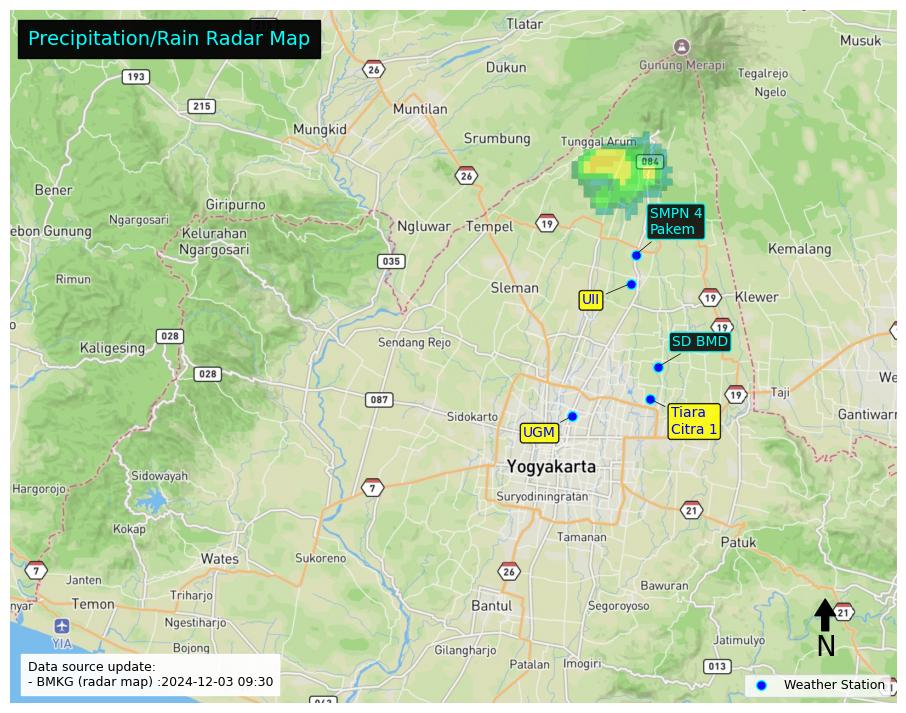 Precipitation/Rain Radar Map
Tlatar
Musuk
26
Gunung Merapi
193
Dukun
Tegalrejo
Ngelo
215
Muntilan
Mungkid
Srumbung
Tunggal Arum
084
Bener
26
Giripurno
SMPN 4
Pakem
Ngargosari
ebon Gunung
Kelurahan
Ngargosari
Ngluwar
Tempel
19
Kemalang
035
Rimun
Sleman
UII
19
Klewer
19
028
Kaligesing
Sendang Rejo
SD BMD
028
We
087
19
Taji
Sidokarto
Tiara
Citra 1
Gantiwarn
UGM
Yogyakarta
Sidowayah
Hargorojo
7
Suryodiningratan
21
Kokap
Tamanan
Patuk
Wates
Sukoreno
7
26
Janten
Bawuran
Triharjo
nyar
Temon
Bantul
Segoroyoso
21
Ngestiharjo
YIA
Bojong
Gilangharjo
Jatimulyo
N
Patalan
Imogiri
013
Data source update:
- BMKG (radar map) :2024-12-03 09:30
Weather Station